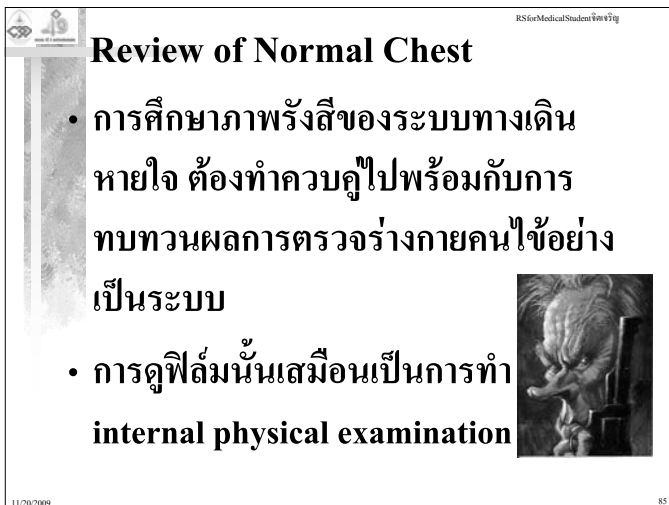 RSforMedicalStudentจิตเจริญ
Review of Normal Chest
• การศึกษาภาพรังสีของระบบทางเดิน
หายใจ ต้องทำควบคู่ไปพร้อมกับการ
ทบทวนผลการตรวจร่างกายคนไข้อย่าง
เป็นระบบ
• การดูฟิล์มนั้นเสมือนเป็นการทำ
internal physical examination
11/20/2009
85